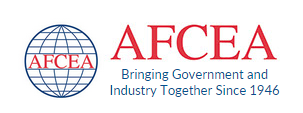 AFCEA
AFCEA
Bringing Government and
Industry Together Since 1946